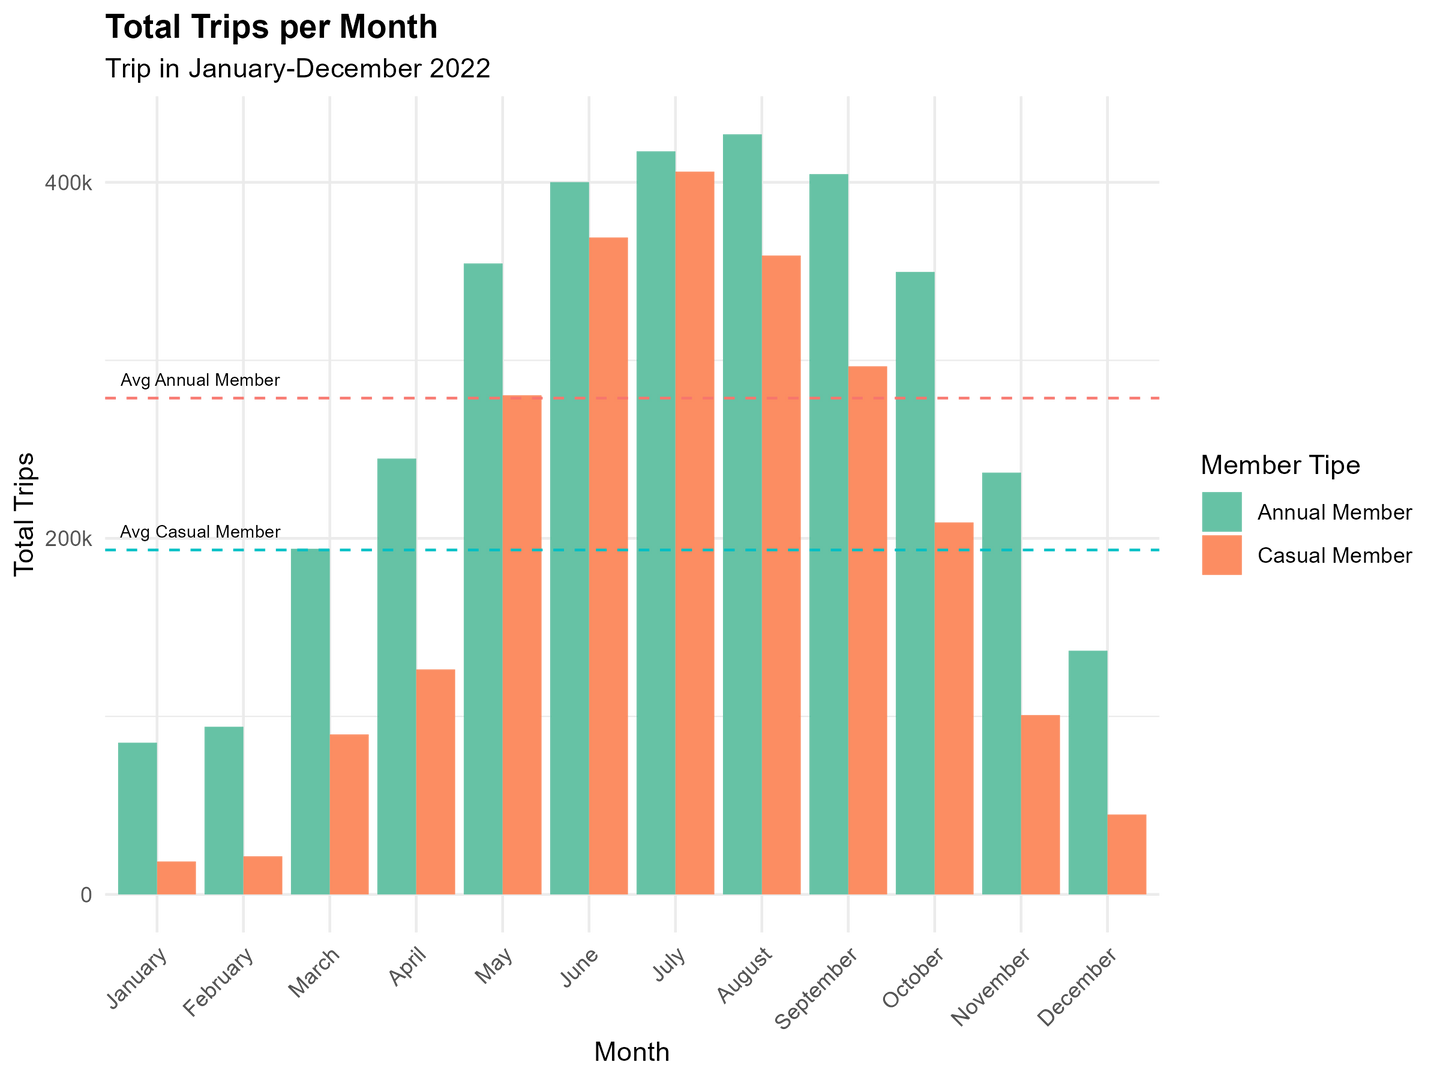 Total Trips per Month
Trip in January-December 2022
Total Trips
400k
200k
0
Avg Annual Member
Avg Casual Member
January
February
March
April
May
June
July
August
September
October
November
December
Month
Member Tipe
Annual Member
Casual Member